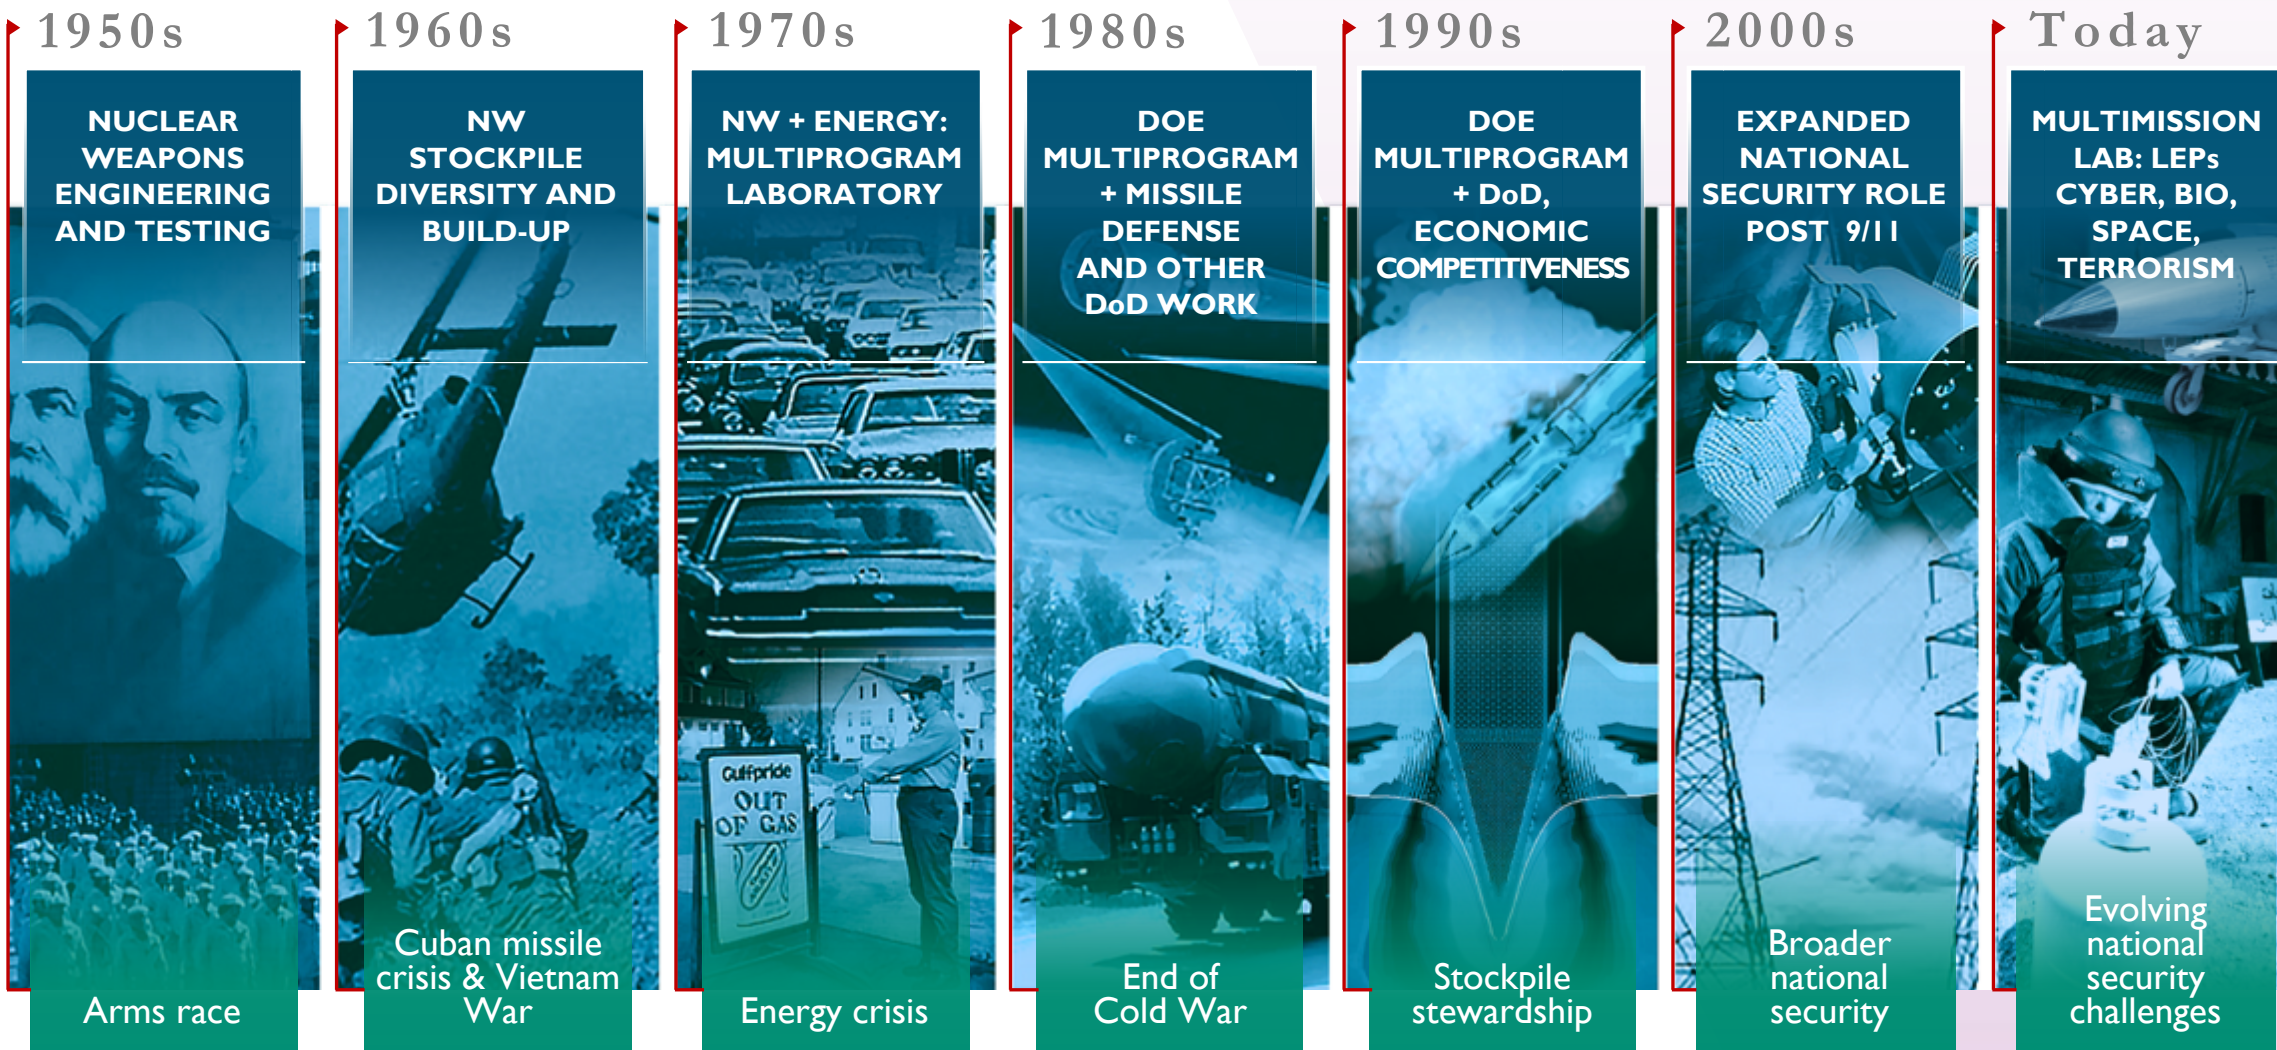 1950s
NUCLEAR
WEAPONS
ENGINEERING
AND TESTING
Arms race
1960s
NW
STOCKPILE
DIVERSITY AND
BUILD-UP
Cuban missile
crisis & Vietnam
War
1970s
NW + ENERGY:
MULTIPROGRAM
LABORATORY
Gulfpride
OUT
OF GAS
Energy crisis
1980s
DOE
MULTIPROGRAM
+ MISSILE
DEFENSE
AND OTHER
DoD WORK
End of
Cold War
1990s
DOE
MULTIPROGRAM
+ DoD,
ECONOMIC
COMPETITIVENESS
Stockpile
stewardship
2000s
EXPANDED
NATIONAL
SECURITY ROLE
POST 9/11
Broader
national
security
Today
MULTIMISSION
LAB: LEPs
CYBER, BIO,
SPACE,
TERRORISM
Evolving
national
security
challenges